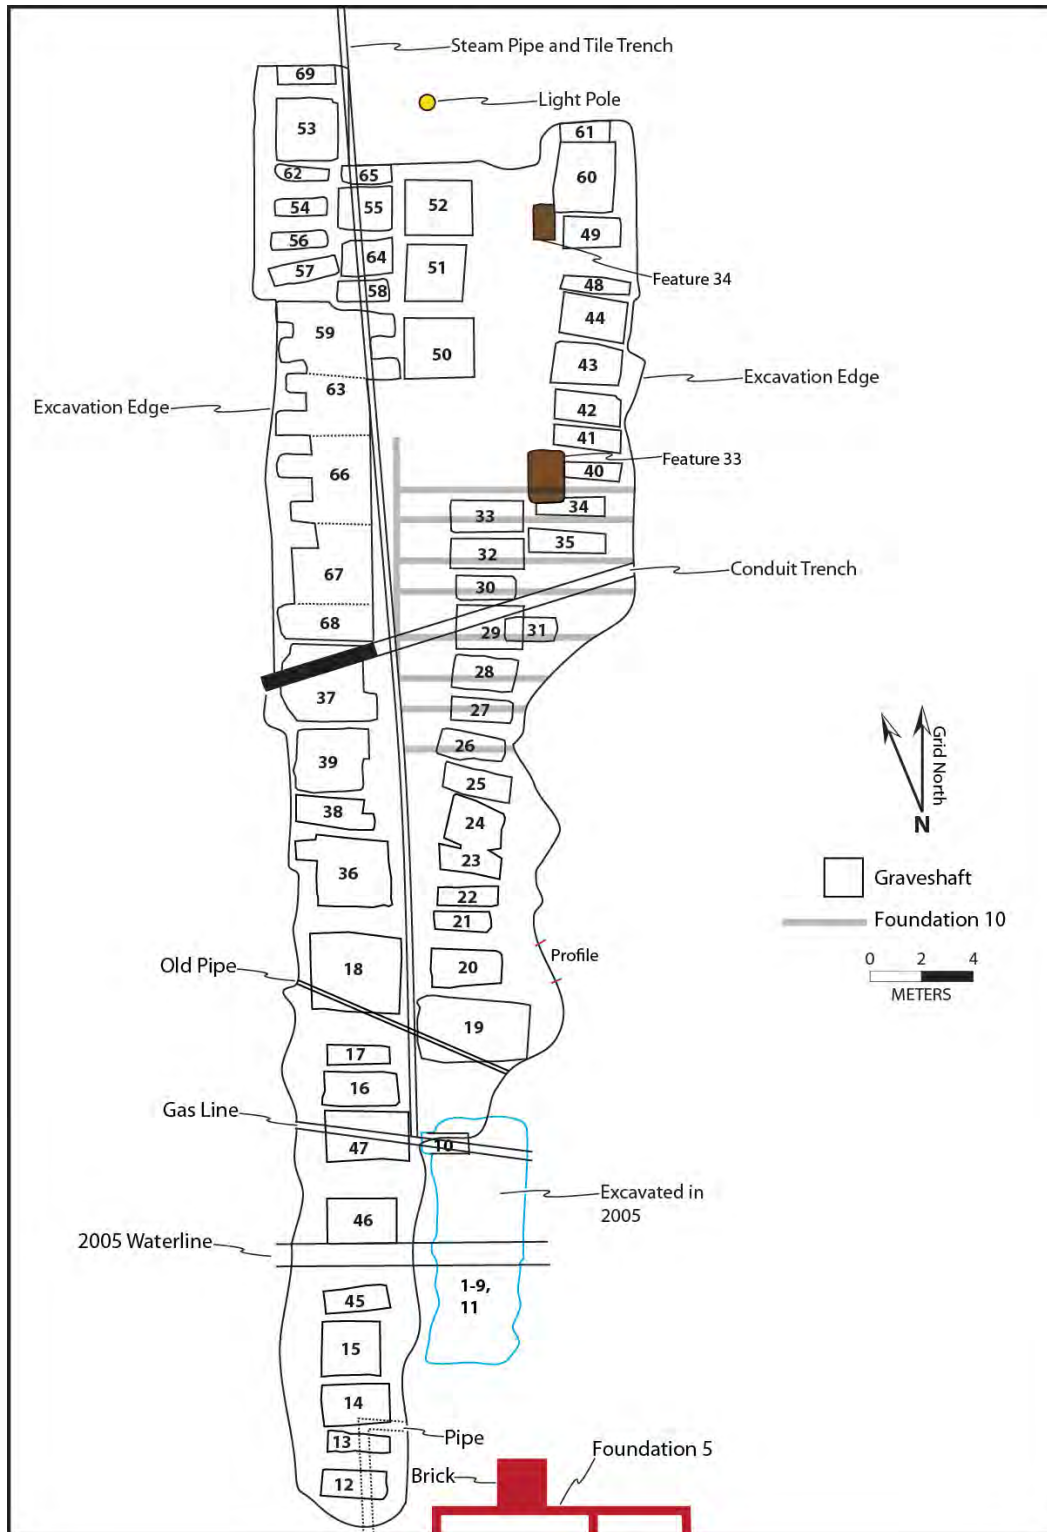 Steam Pipe and Tile Trench
69
Light Pole
53
61
62
65
60
54
55
52
49
56
64
51
57
Feature 34
58
48
44
59
50
43
Excavation Edge
63
Excavation Edge
42
41
Feature 33
66
40
34
33
35
32
Conduit Trench
67
30
68
29
31
28
37
27
26
39
25
Grid North
38
24
N
23
36
Graveshaft
22
21
Foundation 10
Old Pipe
18
20
Profile
0 2 4
METERS
19
17
16
Gas Line
47
10
Excavated in
2005
46
2005 Waterline
1-9,
11
45
15
14
13
Pipe
Foundation 5
12
Brick